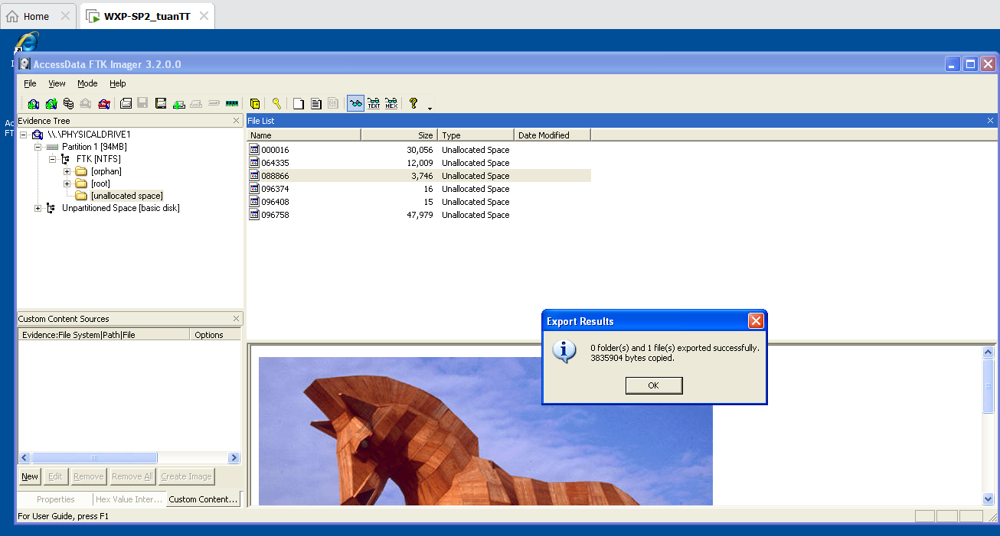 Home
WXP-SP2_tuanTT
AccessData FTK Imager 3.2.0.0
File View Mode Help
Evidence Tree
\\.\PHYSICALDRIVE1
Partition 1 [94MB]
FTK [NTFS]
[orphan]
[root]
[unallocated space]
Unpartitioned Space [basic disk]
File List
Name Size Type Date Modified
000016 30,056 Unallocated Space
064335 12,009 Unallocated Space
088866 3,746 Unallocated Space
096374 16 Unallocated Space
096408 15 Unallocated Space
096758 47,979 Unallocated Space
Custom Content Sources
Evidence:File System|Path|File Options
New Edit Remove Remove All Create Image
Properties Hex Value Inter... Custom Content...
Export Results
0 folder(s) and 1 file(s) exported successfully.
3835904 bytes copied.
OK
For User Guide, press F1